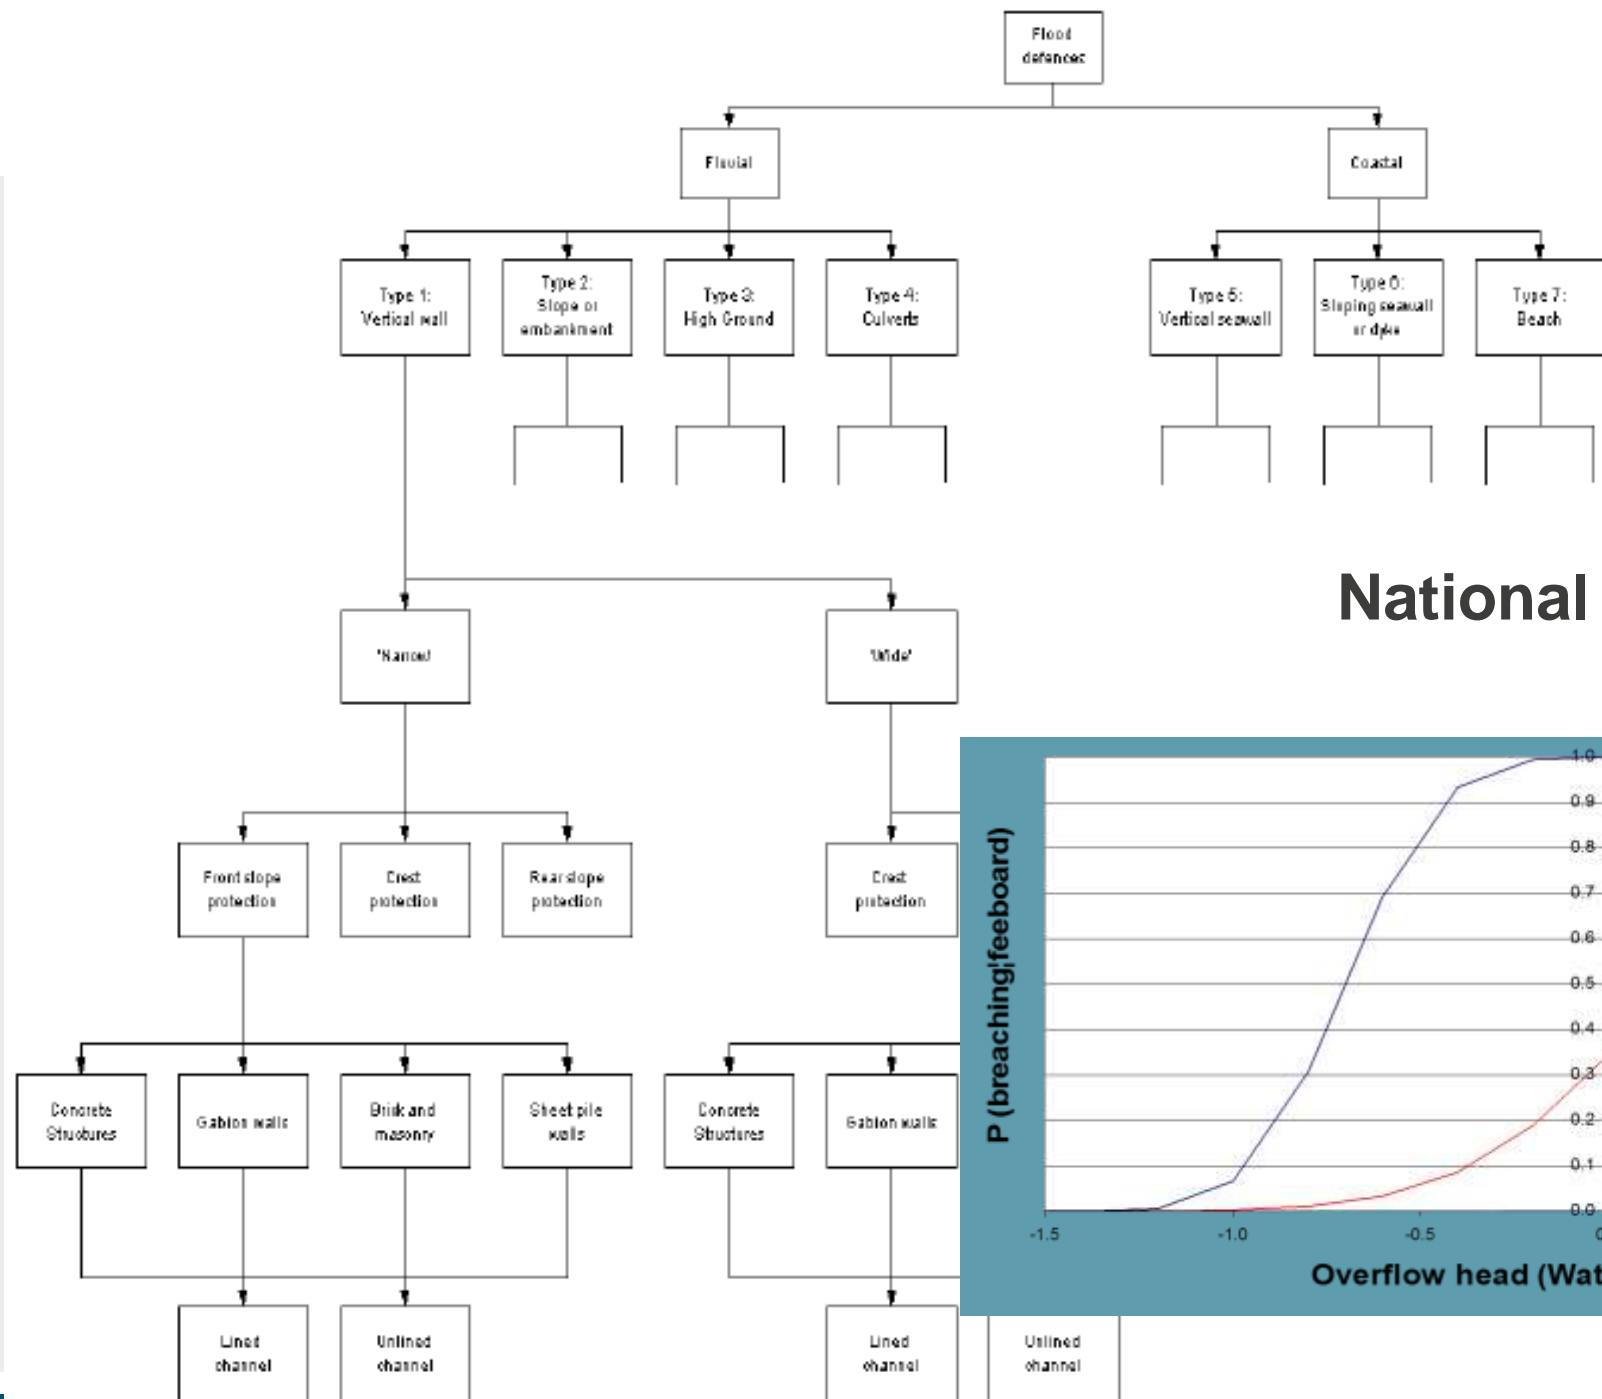 Flood
defences
Fluvial
Coastal
Type 1:
Vertical wall
Type 2:
Slope or
embankment
Type 3:
High Ground
Type 4:
Culverts
Type 5:
Vertical seawall
Type 6:
Sloping seawall
or dyke
Type 7:
Beach
National
'Narrow'
'Wide'
Front slope
protection
Crest
protection
Rear slope
protection
Crest
protection
Concrete
Structures
Gabion walls
Brick and
masonry
Sheet pile
walls
Concrete
Structures
Gabion walls
Lined
channel
Unlined
channel
Lined
channel
Unlined
channel
P (breaching¦feeboard)
1.0
0.9
0.8
0.7
0.6
0.5
0.4
0.3
0.2
0.1
0.0
-1.5
-1.0
-0.5
Overflow head (Wat